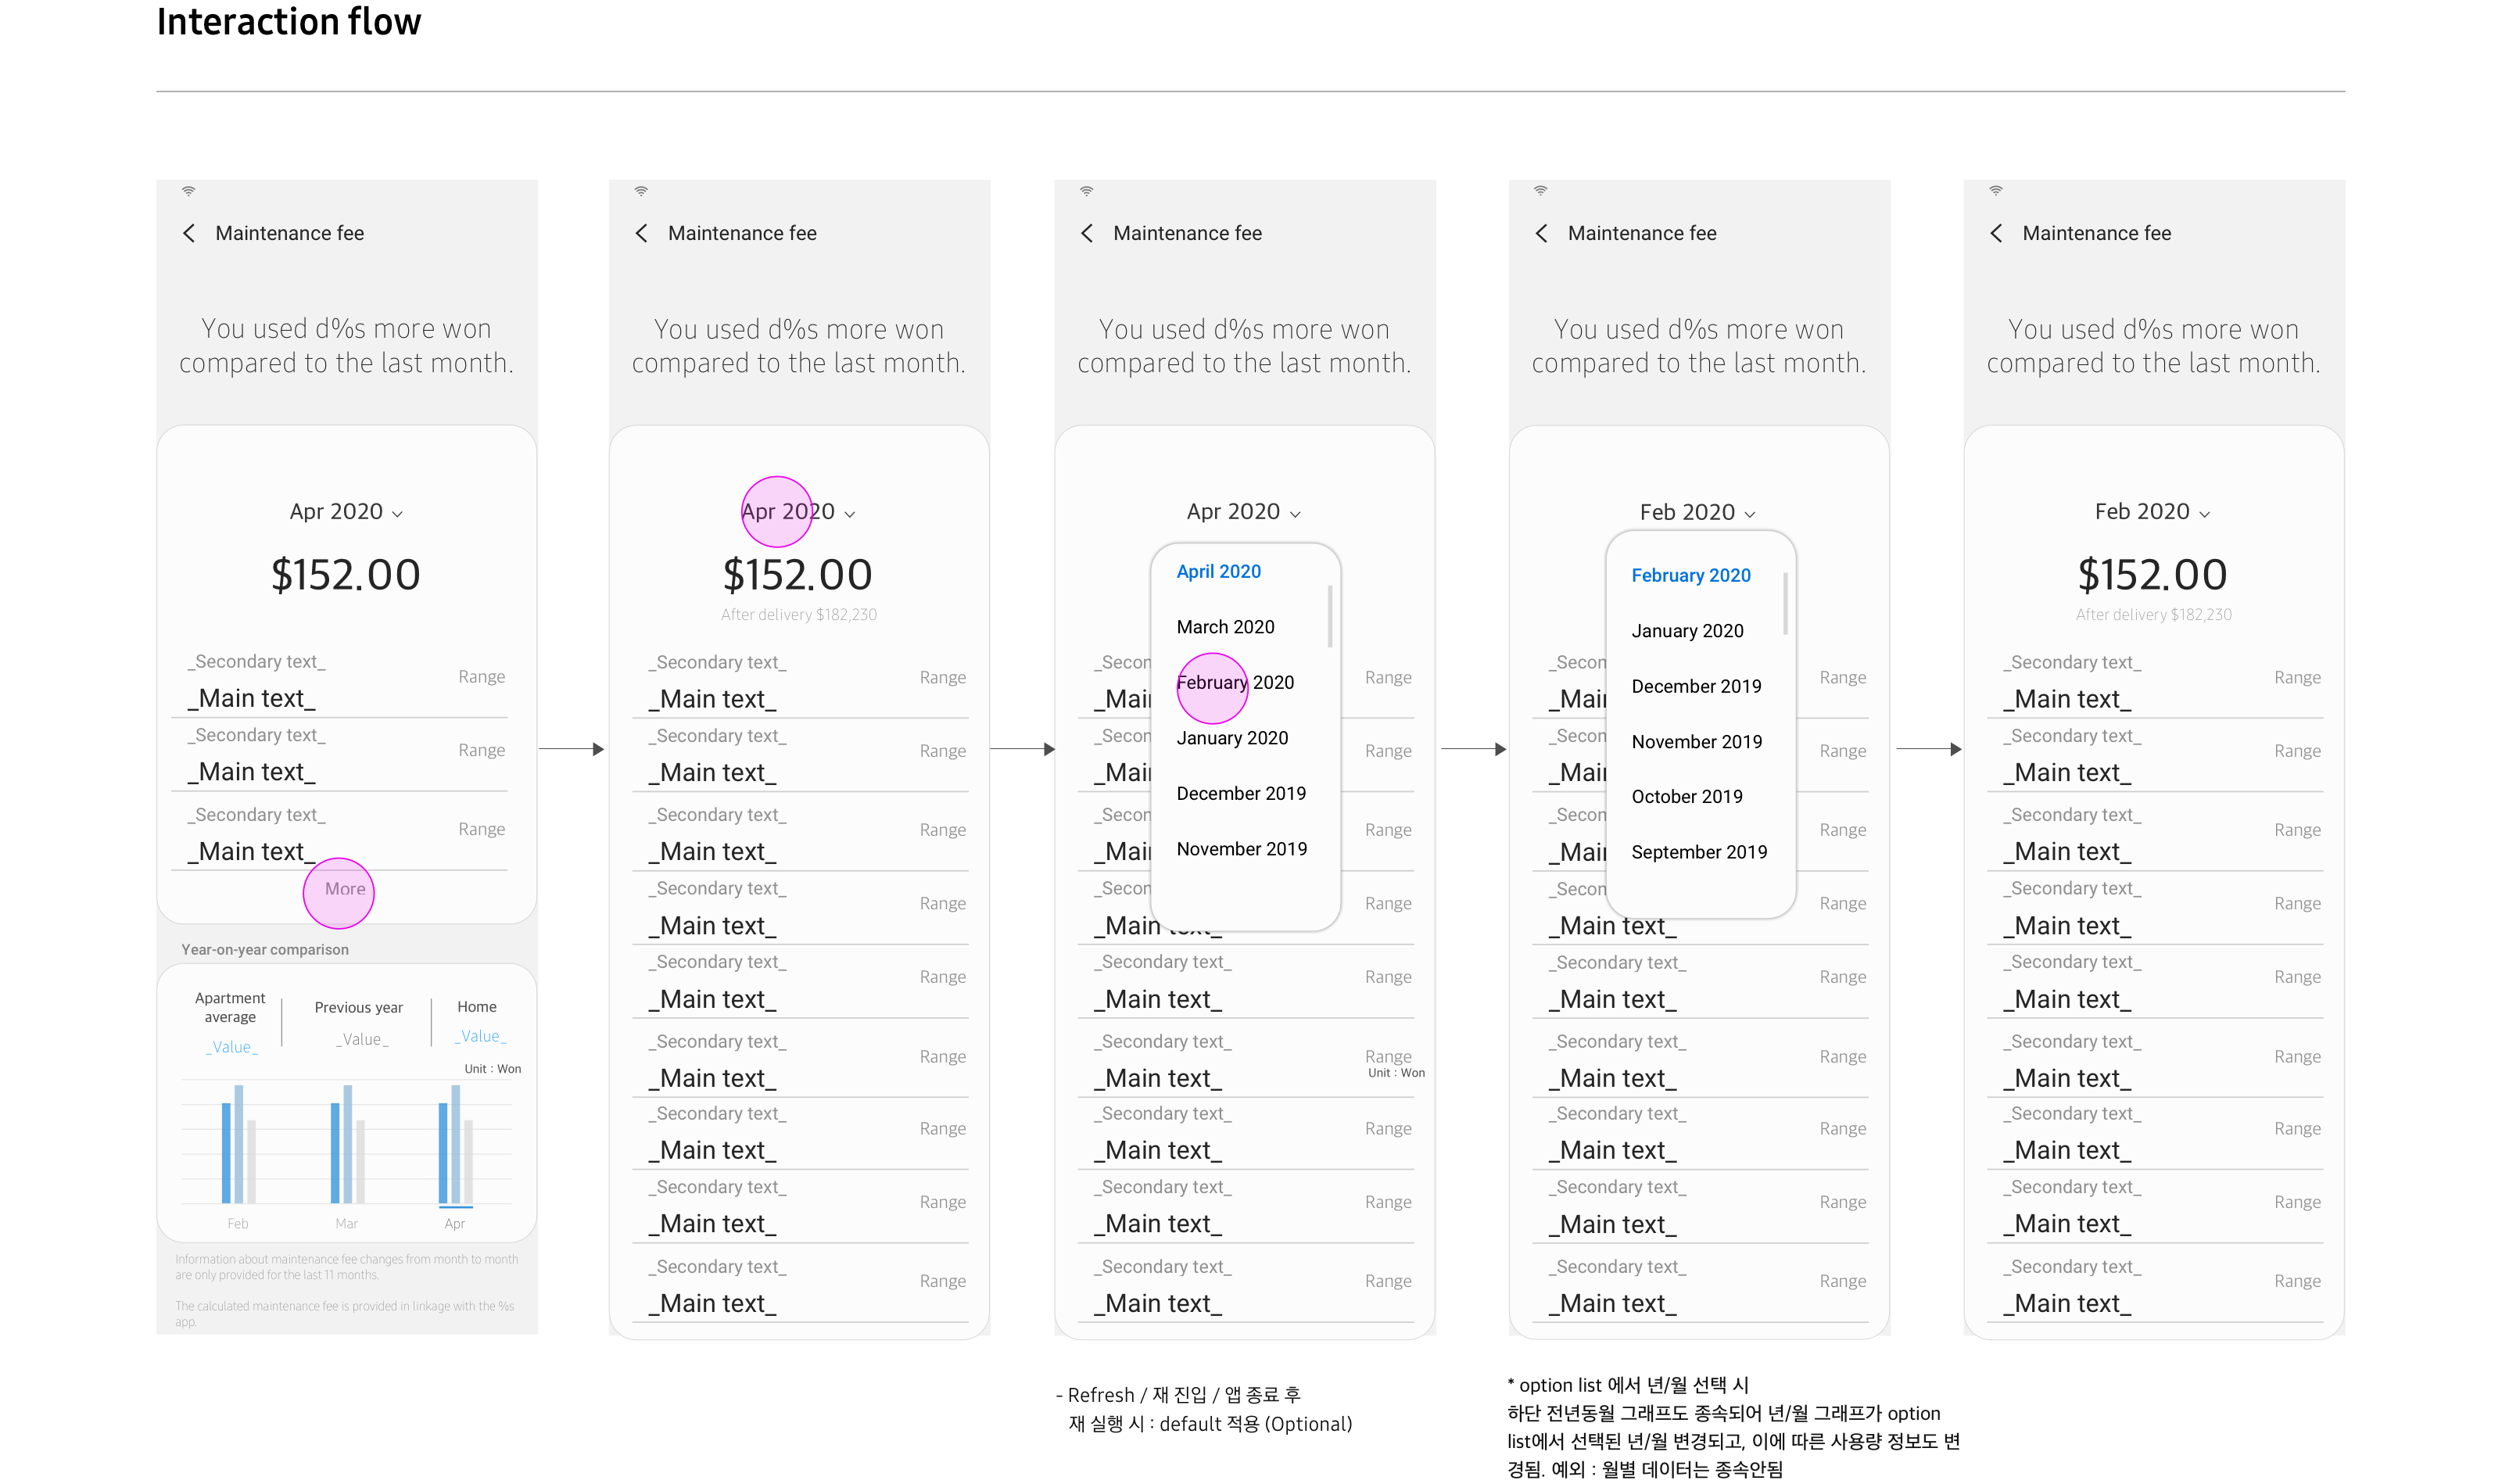 Interaction flow
Maintenance fee
You used d%s more won
compared to the last month.
Apr 2020
$152.00
_Secondary text_
Range
_Main text_
_Secondary text_
Range
_Main text_
_Secondary text_
Range
_Main text_
More
Year-on-year comparison
Apartment
average
_Value_
Previous year
_Value_
Home
_Value_
Unit : Won
Feb
Mar
Apr
Information about maintenance fee changes from month to month
are only provided for the last 11 months.
The calculated maintenance fee is provided in linkage with the %s
app.
Maintenance fee
You used d%s more won
compared to the last month.
Apr 2020
$152.00
After delivery $182,230
_Secondary text_
Range
_Main text_
_Secondary text_
Range
_Main text_
_Secondary text_
Range
_Main text_
_Secondary text_
Range
_Main text_
_Secondary text_
Range
_Main text_
_Secondary text_
Range
_Main text_
_Secondary text_
Range
_Main text_
_Secondary text_
Range
_Main text_
_Secondary text_
Range
_Main text_
Maintenance fee
You used d%s more won
compared to the last month.
Apr 2020
April 2020
March 2020
February 2020
January 2020
December 2019
November 2019
_Secon
Range
_Mai
_Secon
Range
_Mai
_Secon
Range
_Mai
_Secon
Range
_Main text_
_Secondary text_
Range
_Main text_
_Secondary text_
Range
Unit : Won
_Main text_
_Secondary text_
Range
_Main text_
_Secondary text_
Range
_Main text_
_Secondary text_
Range
_Main text_
- Refresh / 재 진입 / 앱 종료 후
재 실행 시 : default 적용 (Optional)
Maintenance fee
You used d%s more won
compared to the last month.
Feb 2020
February 2020
January 2020
December 2019
November 2019
October 2019
September 2019
_Secon
Range
_Mai
_Secon
Range
_Mai
_Secon
Range
_Mai
_Secon
Range
_Main text_
_Secondary text_
Range
_Main text_
_Secondary text_
Range
_Main text_
_Secondary text_
Range
_Main text_
_Secondary text_
Range
_Main text_
_Secondary text_
Range
_Main text_
* option list 에서 년/월 선택 시
하단 전년동월 그래프도 종속되어 년/월 그래프가 option
list에서 선택된 년/월 변경되고, 이에 따른 사용량 정보도 변
경됨. 예외 : 월별 데이터는 종속안됨
Maintenance fee
You used d%s more won
compared to the last month.
Feb 2020
$152.00
After delivery $182,230
_Secondary text_
Range
_Main text_
_Secondary text_
Range
_Main text_
_Secondary text_
Range
_Main text_
_Secondary text_
Range
_Main text_
_Secondary text_
Range
_Main text_
_Secondary text_
Range
_Main text_
_Secondary text_
Range
_Main text_
_Secondary text_
Range
_Main text_
_Secondary text_
Range
_Main text_